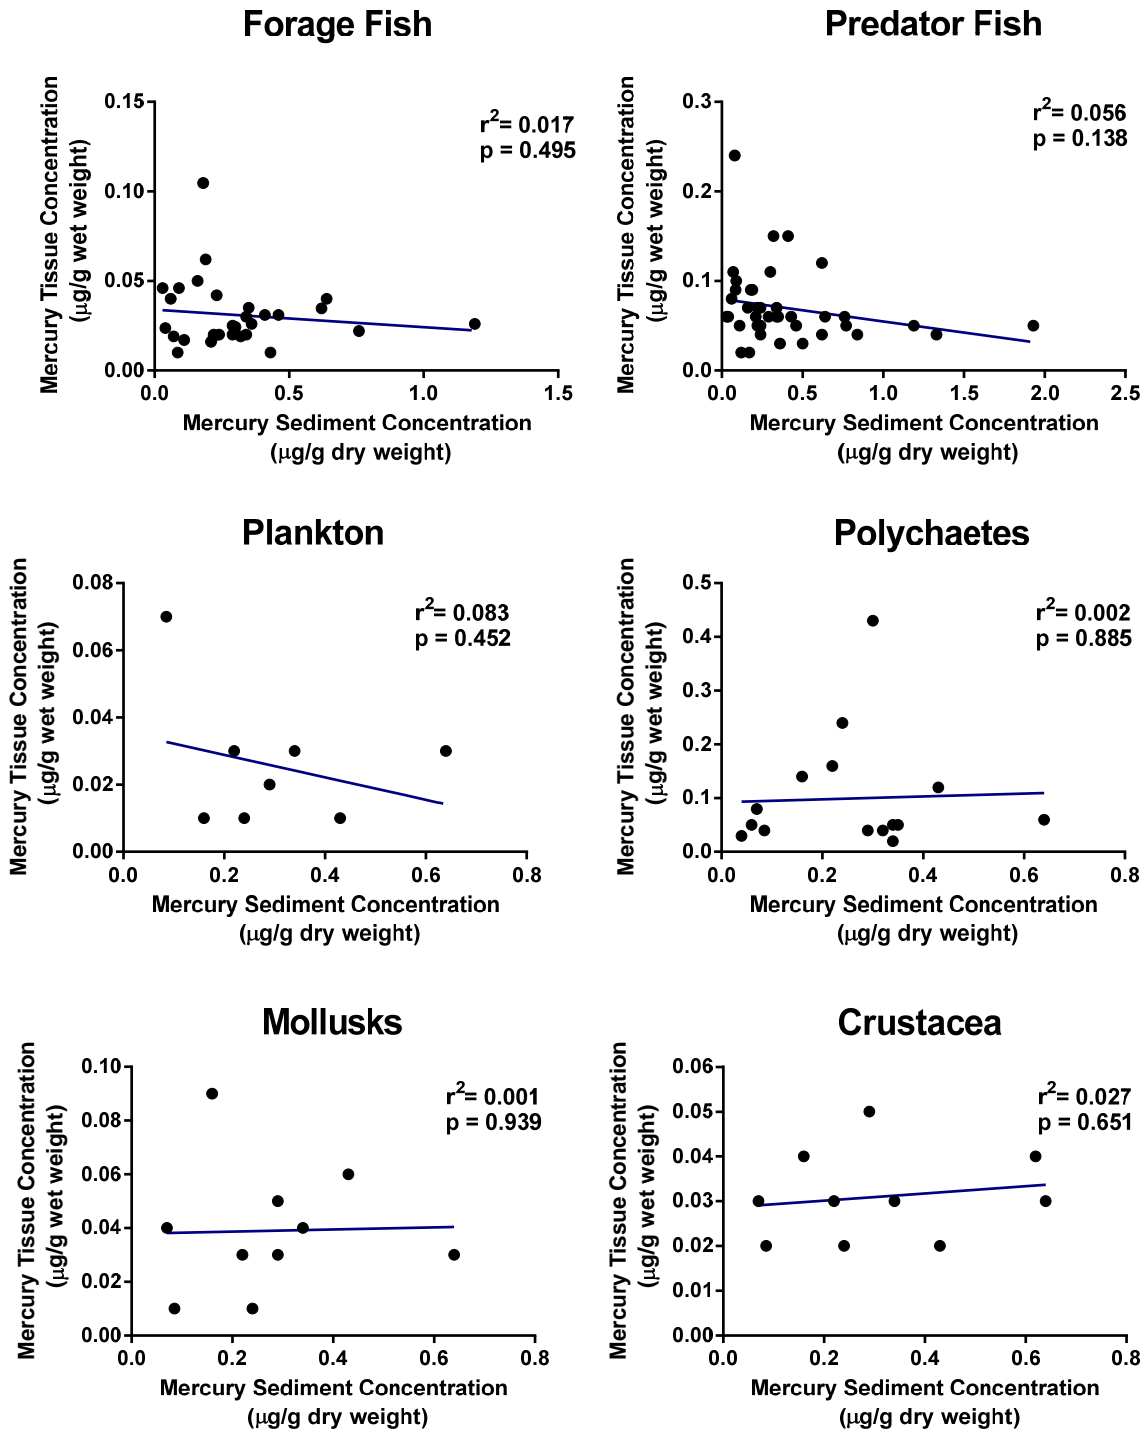 Forage Fish
Mercury Tissue Concentration
(μg/g wet weight)
0.15
0.10
0.05
0.00
r2= 0.017
p = 0.495
0.0 0.5 1.0 1.5
Mercury Sediment Concentration
(μg/g dry weight)
Predator Fish
Mercury Tissue Concentration
(μg/g wet weight)
0.3
0.2
0.1
0.0
r2= 0.056
p = 0.138
0.0 0.5 1.0 1.5 2.0 2.5
Mercury Sediment Concentration
(μg/g dry weight)
Plankton
Mercury Tissue Concentration
(μg/g wet weight)
0.08
0.06
0.04
0.02
0.00
r2= 0.083
p = 0.452
0.0 0.2 0.4 0.6 0.8
Mercury Sediment Concentration
(μg/g dry weight)
Polychaetes
Mercury Tissue Concentration
(μg/g wet weight)
0.5
0.4
0.3
0.2
0.1
0.0
r2= 0.002
p = 0.885
0.0 0.2 0.4 0.6 0.8
Mercury Sediment Concentration
(μg/g dry weight)
Mollusks
Mercury Tissue Concentration
(μg/g wet weight)
0.10
0.08
0.06
0.04
0.02
0.00
r2= 0.001
p = 0.939
0.0 0.2 0.4 0.6 0.8
Mercury Sediment Concentration
(μg/g dry weight)
Crustacea
Mercury Tissue Concentration
(μg/g wet weight)
0.06
0.05
0.04
0.03
0.02
0.01
0.00
r2= 0.027
p = 0.651
0.0 0.2 0.4 0.6 0.8
Mercury Sediment Concentration
(μg/g dry weight)